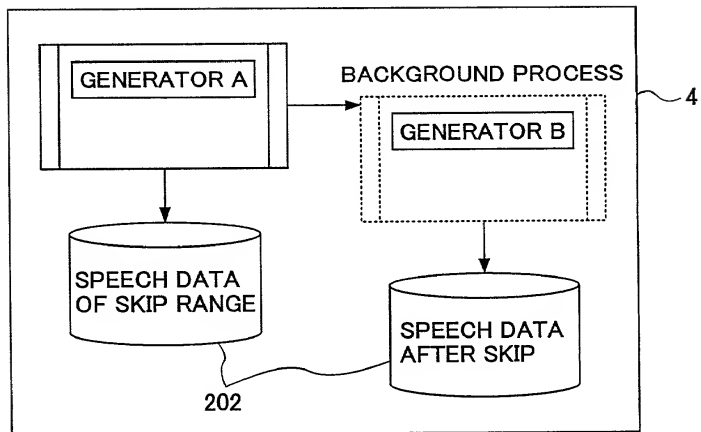 GENERATOR A
BACKGROUND PROCESS
4
GENERATOR B
SPEECH DATA
OF SKIP RANGE
SPEECH DATA
AFTER SKIP
202